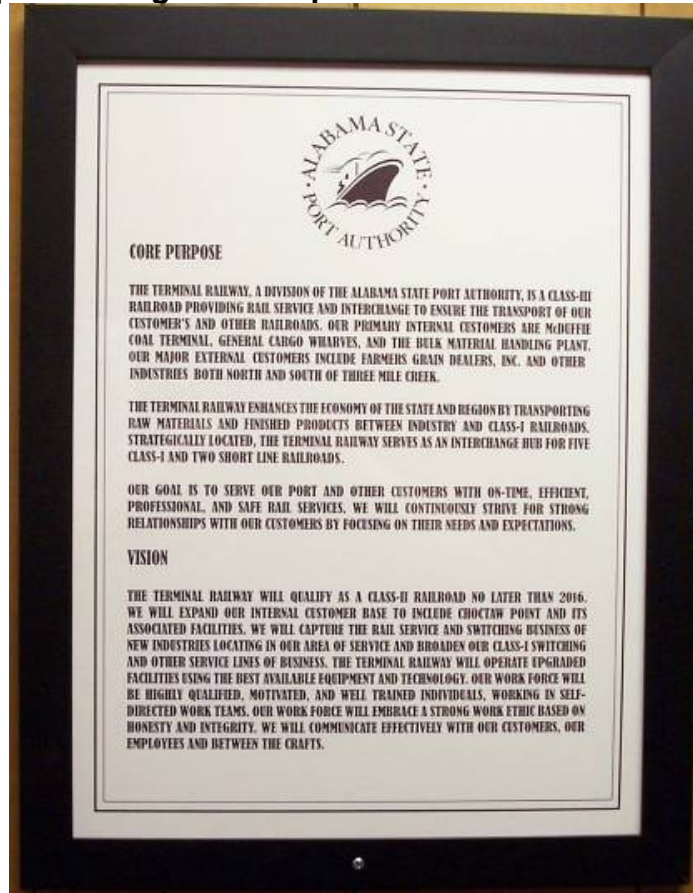 ALABAMA STATE
PORT AUTHORITY
CORE PURPOSE
THE TERMINAL RAILWAY, A DIVISION OF THE ALABAMA STATE PORT AUTHORITY, IS A CLASS-III
RAILROAD PROVIDING RAIL SERVICE AND INTERCHANGE TO ENSURE THE TRANSPORT OF OUR
CUSTOMER'S AND OTHER RAILROADS. OUR PRIMARY INTERNAL CUSTOMERS ARE McDUFFIE
COAL TERMINAL, GENERAL CARGO WHARVES, AND THE BULK MATERIAL HANDLING PLANT.
OUR MAJOR EXTERNAL CUSTOMERS INCLUDE FARMERS GRAIN DEALERS, INC. AND OTHER
INDUSTRIES BOTH NORTH AND SOUTH OF THREE MILE CREEK.
THE TERMINAL RAILWAY ENHANCES THE ECONOMY OF THE STATE AND REGION BY TRANSPORTING
RAW MATERIALS AND FINISHED PRODUCTS BETWEEN INDUSTRY AND CLASS-I RAILROADS.
STRATEGICALLY LOCATED, THE TERMINAL RAILWAY SERVES AS AN INTERCHANGE HUB FOR FIVE
CLASS-I AND TWO SHORT LINE RAILROADS.
OUR GOAL IS TO SERVE OUR PORT AND OTHER CUSTOMERS WITH ON-TIME, EFFICIENT,
PROFESSIONAL, AND SAFE RAIL SERVICES. WE WILL CONTINUOUSLY STRIVE FOR STRONG
RELATIONSHIPS WITH OUR CUSTOMERS BY FOCUSING ON THEIR NEEDS AND EXPECTATIONS.
VISION
THE TERMINAL RAILWAY WILL QUALIFY AS A CLASS-II RAILROAD NO LATER THAN 2016.
WE WILL EXPAND OUR INTERNAL CUSTOMER BASE TO INCLUDE CHOCTAW POINT AND ITS
ASSOCIATED FACILITIES. WE WILL CAPTURE THE RAIL SERVICE AND SWITCHING BUSINESS OF
NEW INDUSTRIES LOCATING IN OUR AREA OF SERVICE AND BROADEN OUR CLASS-I SWITCHING
AND OTHER SERVICE LINES OF BUSINESS. THE TERMINAL RAILWAY WILL OPERATE UPGRADED
FACILITIES USING THE BEST AVAILABLE EQUIPMENT AND TECHNOLOGY. OUR WORK FORCE WILL
BE HIGHLY QUALIFIED, MOTIVATED, AND WELL TRAINED INDIVIDUALS, WORKING IN SELF-
DIRECTED WORK TEAMS. OUR WORK FORCE WILL EMBRACE A STRONG WORK ETHIC BASED ON
HONESTY AND INTEGRITY. WE WILL COMMUNICATE EFFECTIVELY WITH OUR CUSTOMERS, OUR
EMPLOYEES AND BETWEEN THE CRAFTS.